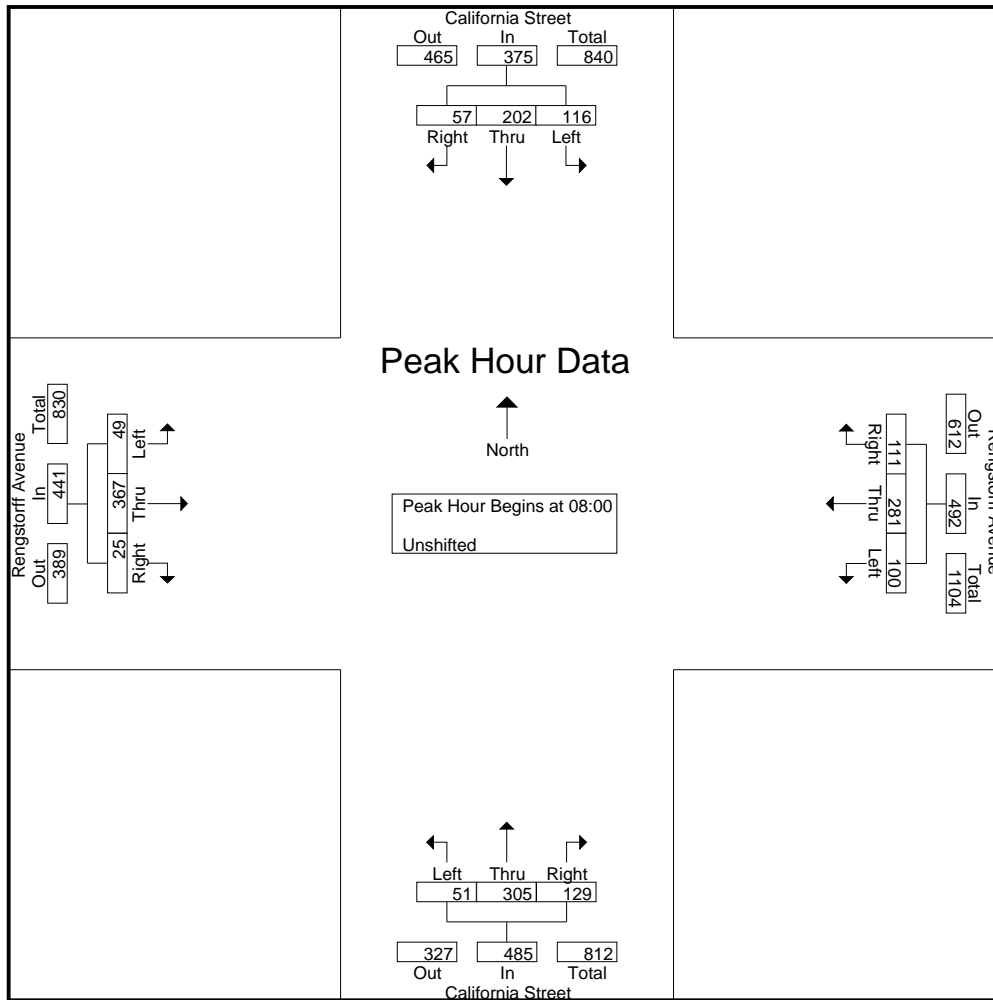 California Street
Out In Total
465 375 840
57 202 116
Right Thru Left
Peak Hour Data
North
Peak Hour Begins at 08:00
Unshifted
Rengstorff Avenue
Total In Out
830 441 389
49 367 25
Left Thru Right
Out In Total
612 492 1104
111 281 100
Right Thru Left
Avenue
Left Thru Right
51 305 129
327 485 812
Out In Total
California Street